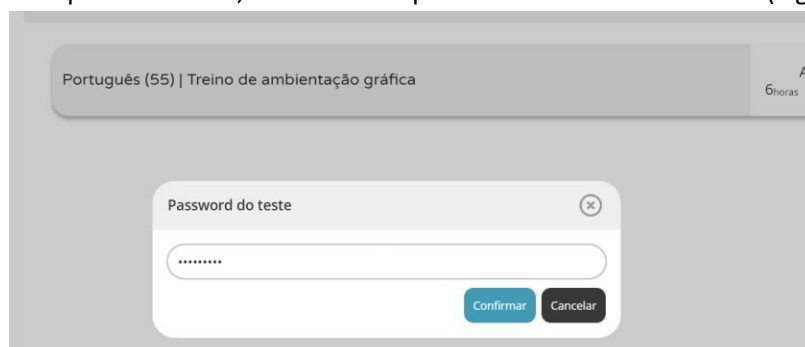 Português (55) | Treino de ambientação gráfica
6horas
Password do teste
•••••••••
Confirmar Cancelar